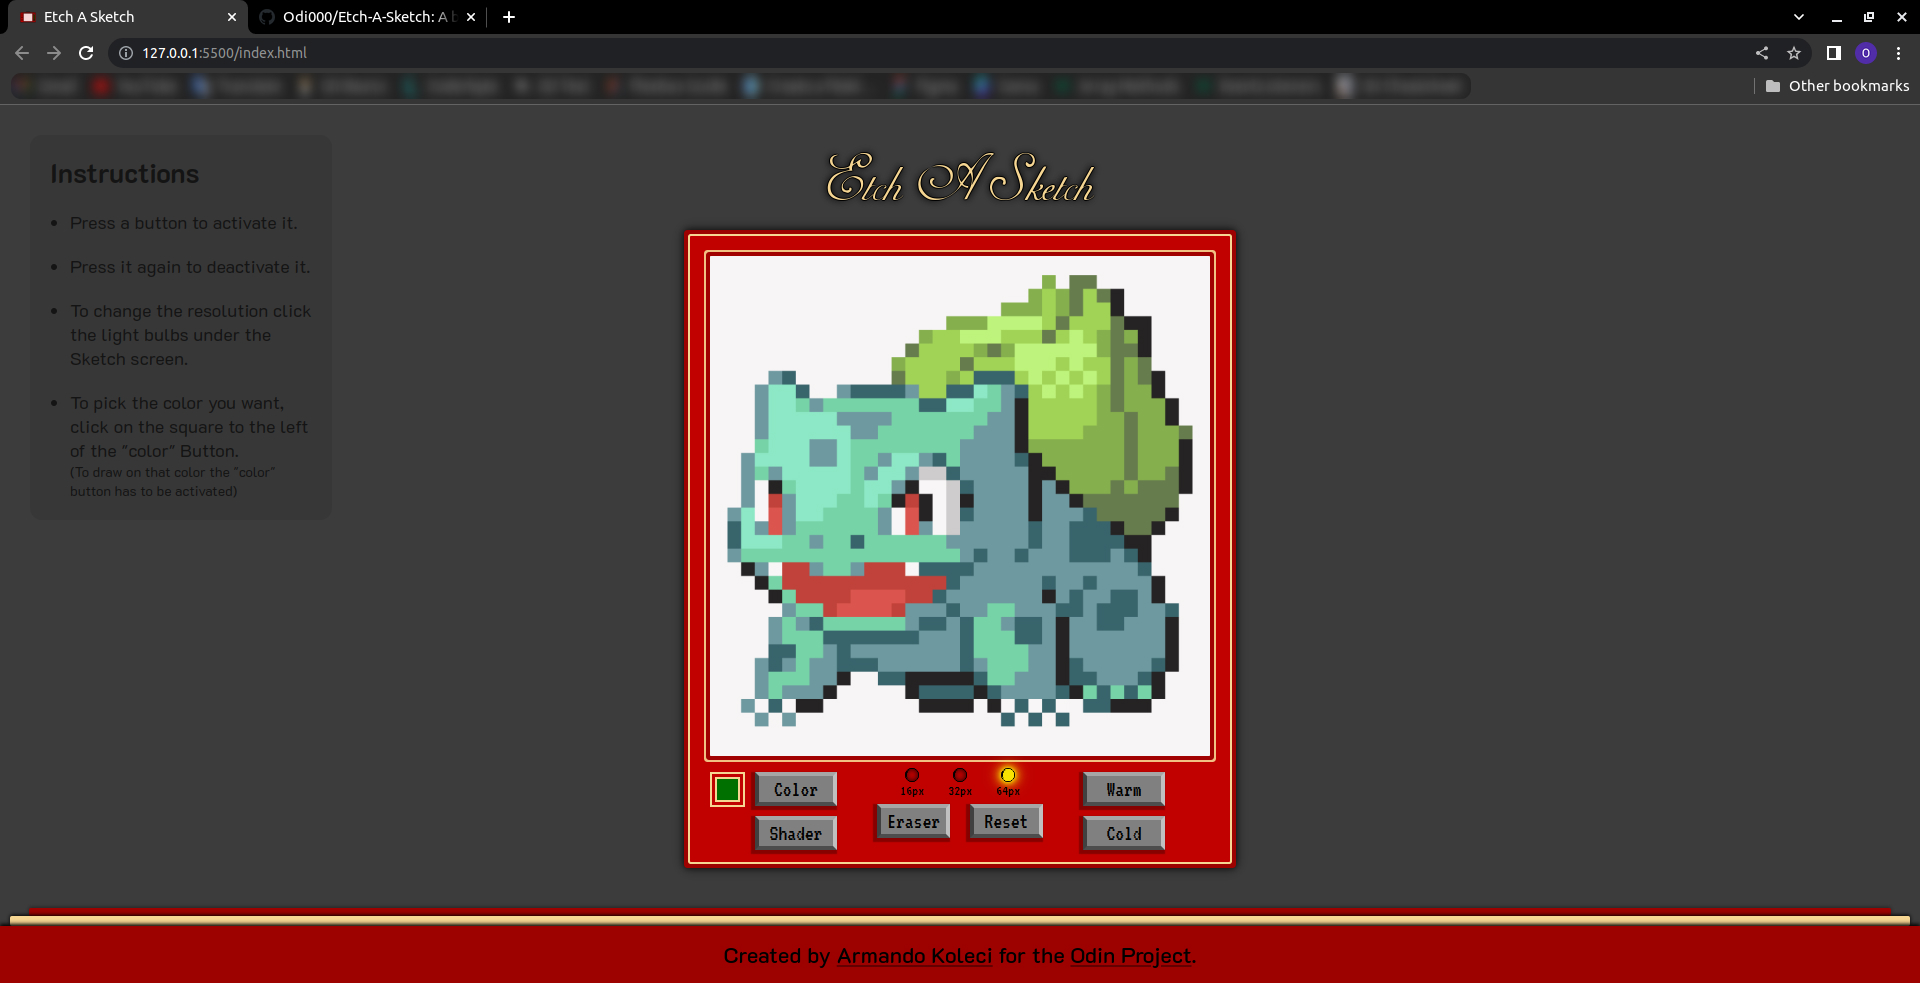 Etch A Sketch
Odi000/Etch-A-Sketch: A b
127.0.0.1:5500/index.html
O
Other bookmarks
Instructions
Press a button to activate it.
Press it again to deactivate it.
To change the resolution click
the light bulbs under the
Sketch screen.
To pick the color you want,
click on the square to the left
of the "color" Button.
(To draw on that color the "color"
button has to be activated)
Etch A Sketch
16px 32px 64px
Color
Shader
Eraser
Reset
Warm
Cold
Created by Armando Koleci for the Odin Project.